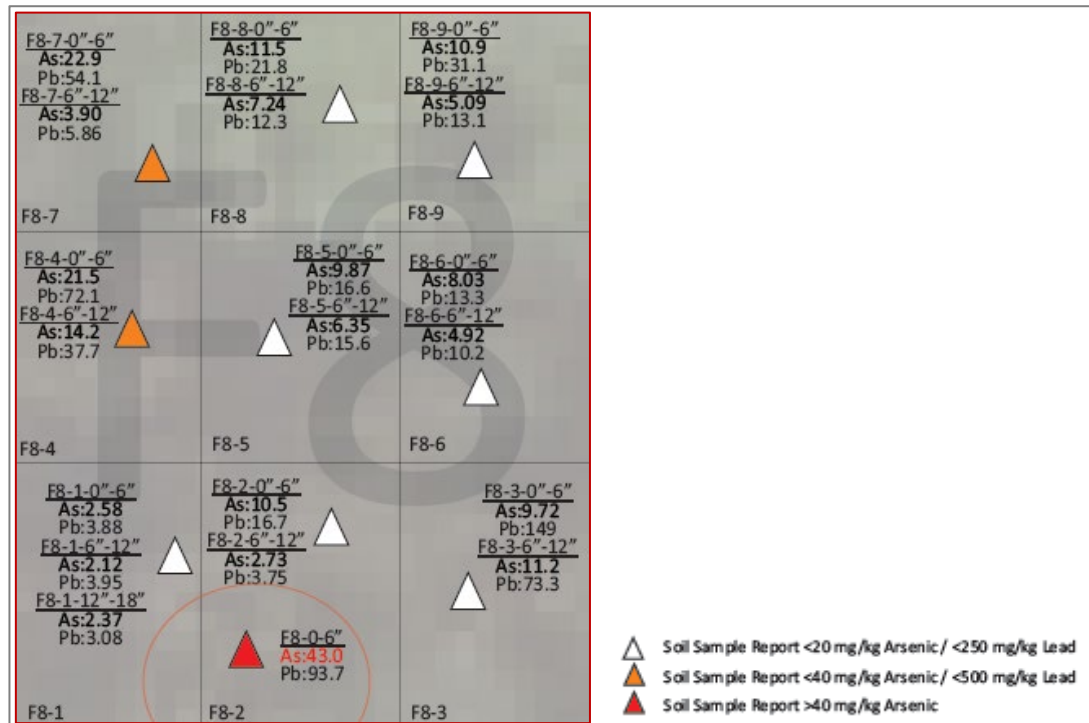 F8-7-0”-6”
As:22.9
Pb:54.1
F8-7-6”-12”
As:3.90
Pb:5.86
F8-7
F8-8-0”-6”
As:11.5
Pb:21.8
F8-8-6”-12”
As:7.24
Pb:12.3
F8-8
F8-9-0”-6”
As:10.9
Pb:31.1
F8-9-6”-12”
As:5.09
Pb:13.1
F8-9
F8
F8-4-0”-6”
As:21.5
Pb:72.1
F8-4-6”-12”
As:14.2
Pb:37.7
F8-4
F8-5-0”-6”
As:9.87
Pb:16.6
F8-5-6”-12”
As:6.35
Pb:15.6
F8-5
F8-6-0”-6”
As:8.03
Pb:13.3
F8-6-6”-12”
As:4.92
Pb:10.2
F8-6
F8-1-0”-6”
As:2.58
Pb:3.88
F8-1-6”-12”
As:2.12
Pb:3.95
F8-1-12”-18”
As:2.37
Pb:3.08
F8-1
F8-2-0”-6”
As:10.5
Pb:16.7
F8-2-6”-12”
As:2.73
Pb:3.75
F8-0-6”
As:43.0
Pb:93.7
F8-2
F8-3-0”-6”
As:9.72
Pb:149
F8-3-6”-12”
As:11.2
Pb:73.3
F8-3
Soil Sample Report <20 mg/kg Arsenic / <250 mg/kg Lead
Soil Sample Report <40 mg/kg Arsenic / <500 mg/kg Lead
Soil Sample Report >40 mg/kg Arsenic